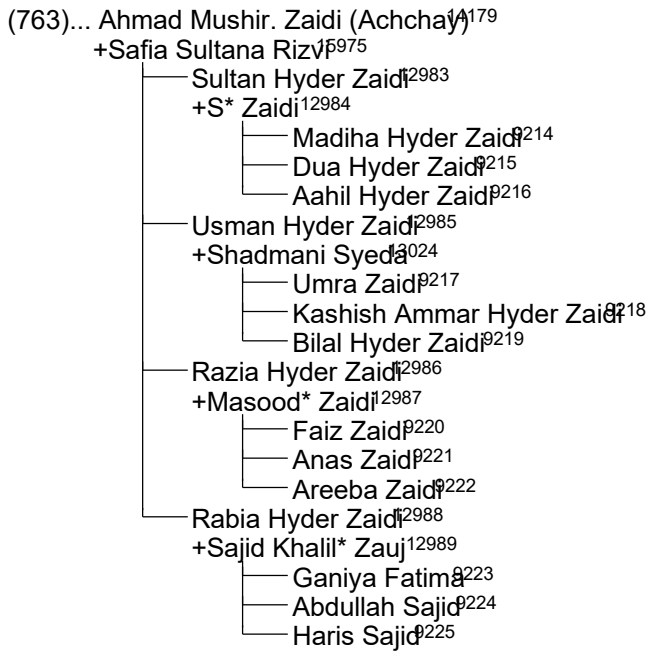 (763)... Ahmad Mushir. Zaidi (Achchay)14179
+Safia Sultana Rizvi15975
Sultan Hyder Zaidi12983
+S* Zaidi12984
Madiha Hyder Zaidi9214
Dua Hyder Zaidi9215
Aahil Hyder Zaidi9216
Usman Hyder Zaidi12985
+Shadmani Syeda13024
Umra Zaidi9217
Kashish Ammar Hyder Zaidi9218
Bilal Hyder Zaidi9219
Razia Hyder Zaidi12986
+Masood* Zaidi12987
Faiz Zaidi9220
Anas Zaidi9221
Areeba Zaidi9222
Rabia Hyder Zaidi12988
+Sajid Khalil* Zauj12989
Ganiya Fatima9223
Abdullah Sajid9224
Haris Sajid9225